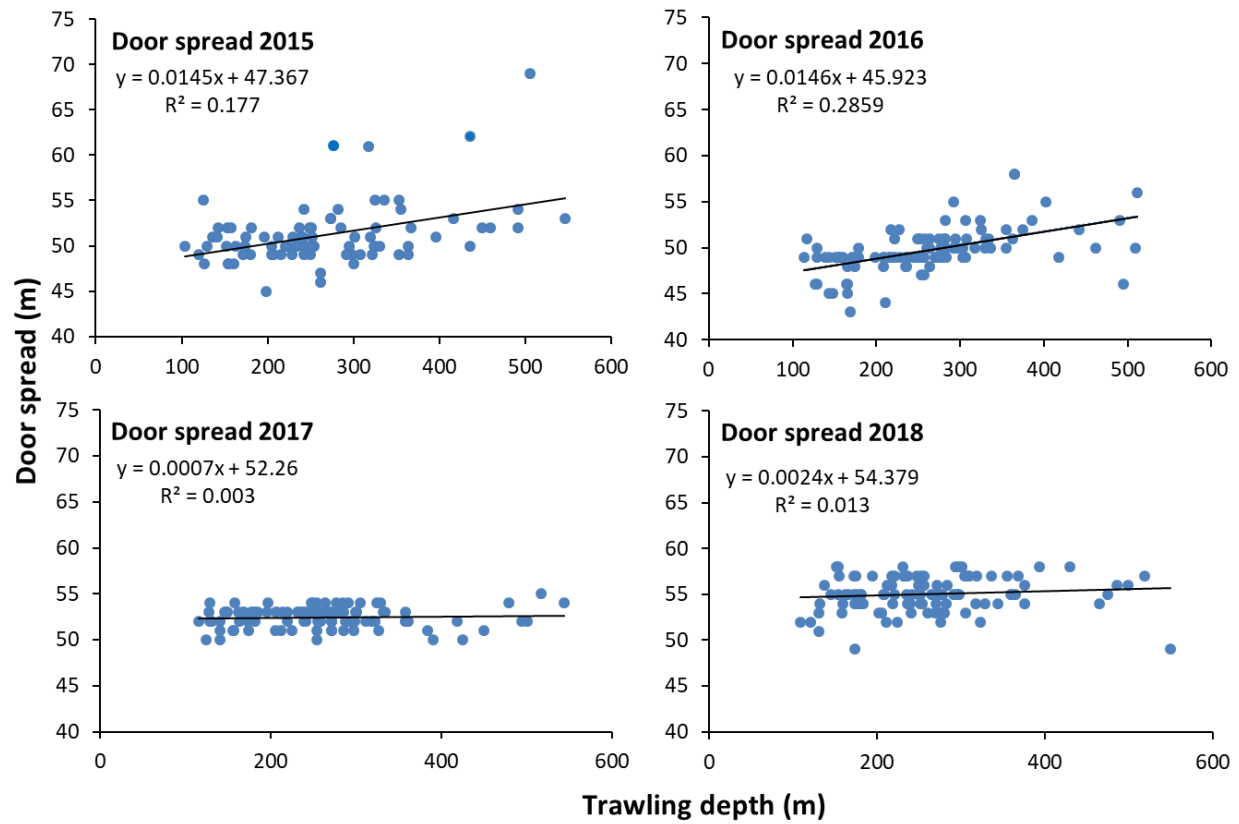 Door spread (m)
75
70
65
60
55
50
45
40
Door spread 2015
y = 0.0145x + 47.367
R² = 0.177
0 100 200 300 400 500 600
75
70
65
60
55
50
45
40
Door spread 2016
y = 0.0146x + 45.923
R² = 0.2859
0 100 200 300 400 500 600
75
70
65
60
55
50
45
40
Door spread 2017
y = 0.0007x + 52.26
R² = 0.003
0 200 400 600
75
70
65
60
55
50
45
40
Door spread 2018
y = 0.0024x + 54.379
R² = 0.013
0 200 400 600
Trawling depth (m)